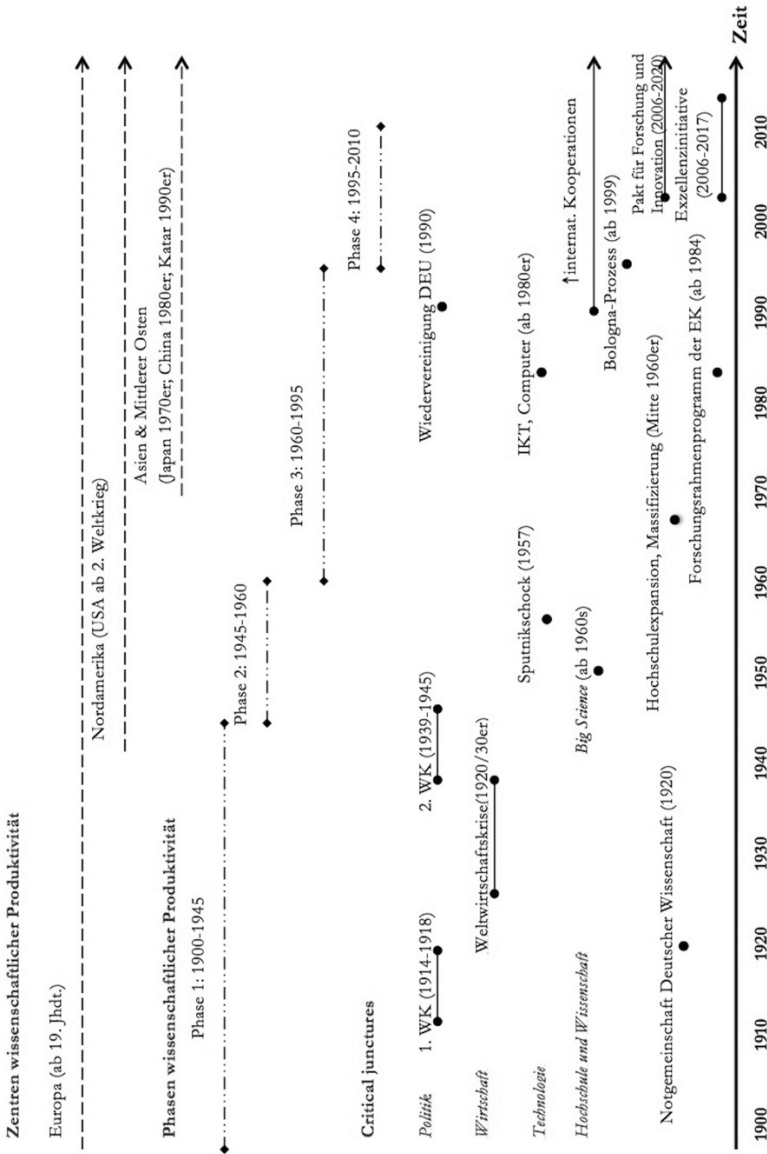 Zentren wissenschaftlicher Produktivität
Europa (ab 19. Jhdt.)
Nordamerika (USA ab 2. Weltkrieg)
Asien & Mittlerer Osten
(Japan 1970er; China 1980er; Katar 1990er)
Phasen wissenschaftlicher Produktivität
Phase 1: 1900-1945
Phase 2: 1945-1960
Phase 3: 1960-1995
Phase 4: 1995-2010
Critical junctures
Politik
1. WK (1914-1918)
2. WK (1939-1945)
Wiedervereinigung DEU (1990)
Wirtschaft
Weltwirtschaftskrise(1920/30er)
Technologie
Sputnikschock (1957)
IKT, Computer (ab 1980er)
Hochschule und Wissenschaft
Big Science (ab 1960s)
↑internat. Kooperationen
Bologna-Prozess (ab 1999)
Pakt für Forschung und
Innovation (2006-2020)
Hochschulexpansion, Massifizierung (Mitte 1960er)
Exzellenzinitiative
(2006-2017)
Notgemeinschaft Deutscher Wissenschaft (1920)
Forschungsrahmenprogramm der EK (ab 1984)
Zeit
1900 1910 1920 1930 1940 1950 1960 1970 1980 1990 2000 2010